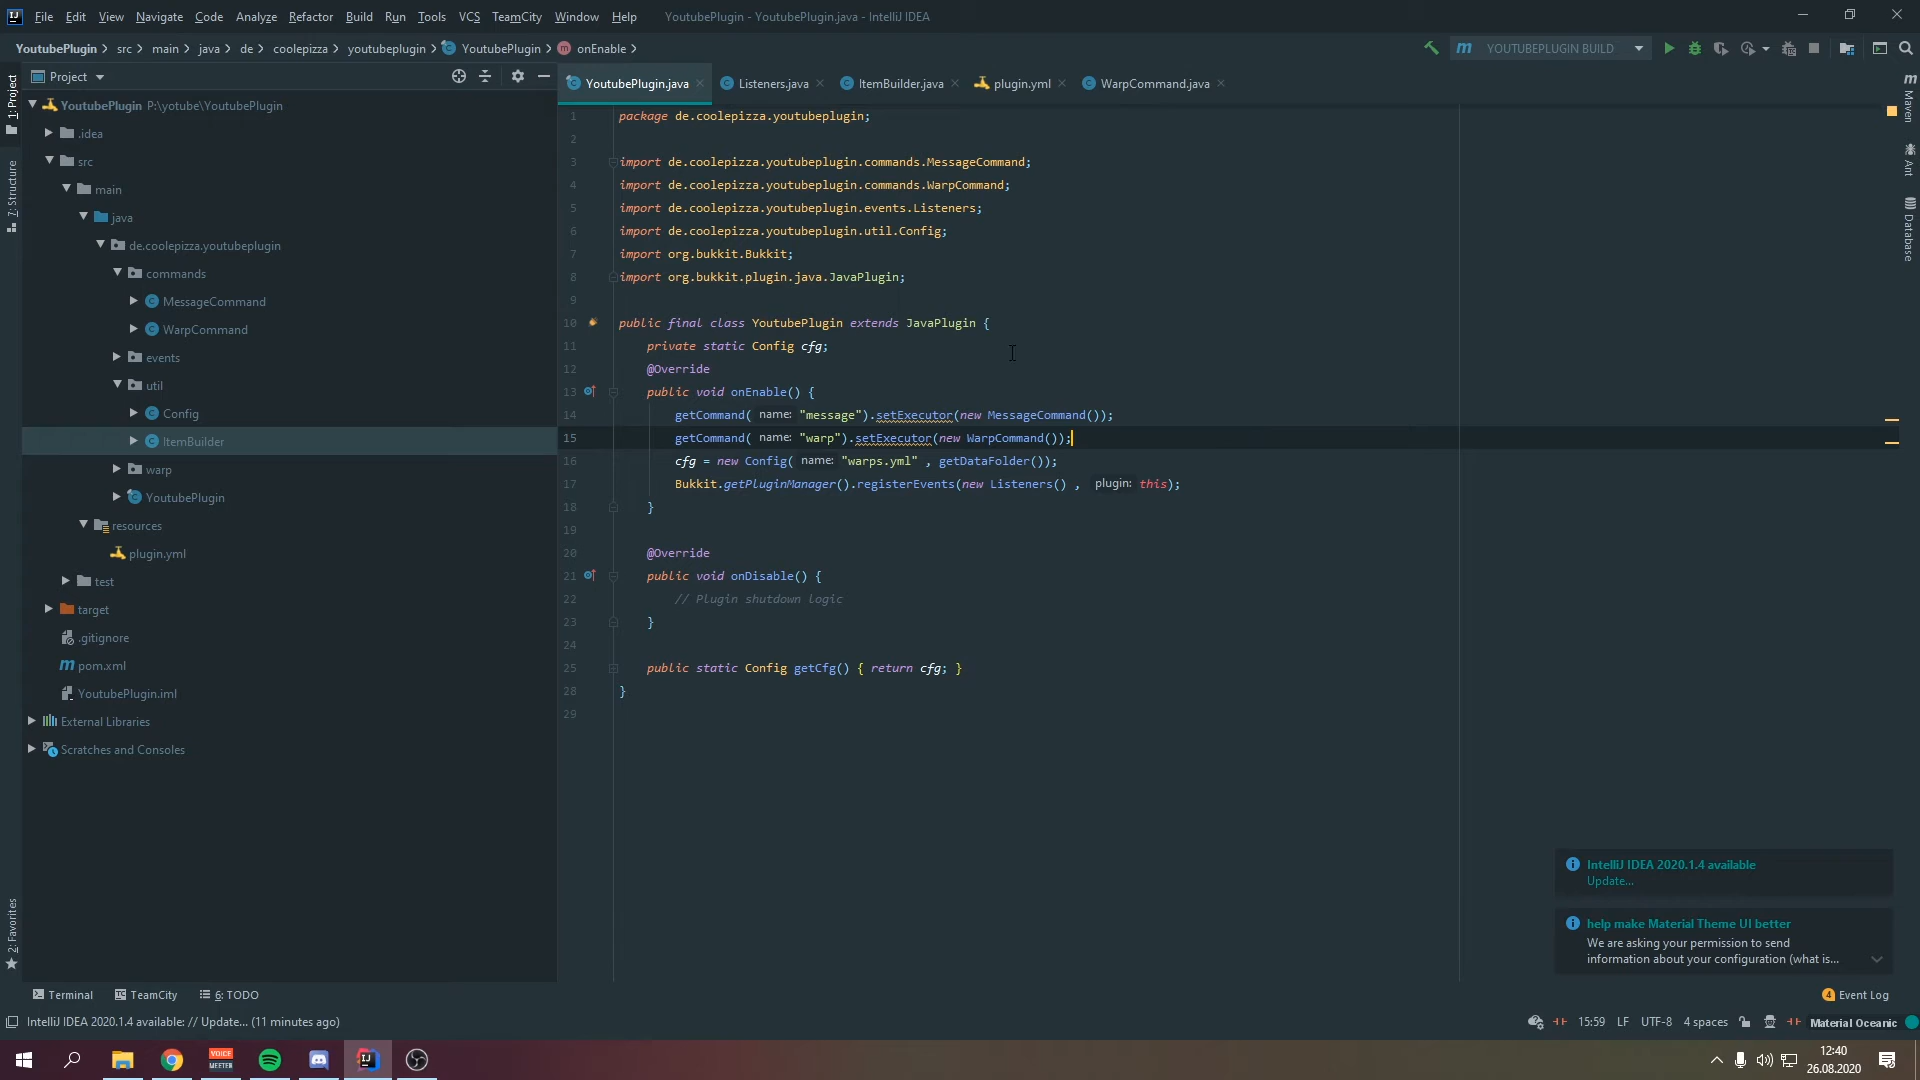 File Edit View Navigate Code Analyze Refactor Build Run Tools VCS TeamCity Window Help YoutubePlugin - YoutubePlugin.java - IntelliJ IDEA
YoutubePlugin src main java de coolepizza youtubeplugin YoutubePlugin onEnable YOUTUBEPLUGIN BUILD
Project
YoutubePlugin.java Listeners.java ItemBuilder.java plugin.yml WarpCommand.java
1: Project
7: Structure
2: Favorites
YoutubePlugin P:\yotube\YoutubePlugin
.idea
src
main
java
de.coolepizza.youtubeplugin
commands
MessageCommand
WarpCommand
events
util
Config
ItemBuilder
warp
YoutubePlugin
resources
plugin.yml
test
target
.gitignore
pom.xml
YoutubePlugin.iml
External Libraries
Scratches and Consoles
1 package de.coolepizza.youtubeplugin;
2
3 import de.coolepizza.youtubeplugin.commands.MessageCommand;
4 import de.coolepizza.youtubeplugin.commands.WarpCommand;
5 import de.coolepizza.youtubeplugin.events.Listeners;
6 import de.coolepizza.youtubeplugin.util.Config;
7 import org.bukkit.Bukkit;
8 import org.bukkit.plugin.java.JavaPlugin;
9
10 public final class YoutubePlugin extends JavaPlugin {
11 private static Config cfg;
12 @Override
13 public void onEnable() {
14 getCommand( name: "message").setExecutor(new MessageCommand());
15 getCommand( name: "warp").setExecutor(new WarpCommand());
16 cfg = new Config( name: "warps.yml" , getDataFolder());
17 Bukkit.getPluginManager().registerEvents(new Listeners() , plugin: this);
18 }
19
20 @Override
21 public void onDisable() {
22 // Plugin shutdown logic
23 }
24
25 public static Config getCfg() { return cfg; }
28 }
29
Maven
Ant
Database
IntelliJ IDEA 2020.1.4 available
Update...
help make Material Theme UI better
We are asking your permission to send
information about your configuration (what is...
Terminal TeamCity 6: TODO
4 Event Log
IntelliJ IDEA 2020.1.4 available: // Update... (11 minutes ago)
15:59 LF UTF-8 4 spaces Material Oceanic
VOICE
MEETER
12:40
26.08.2020